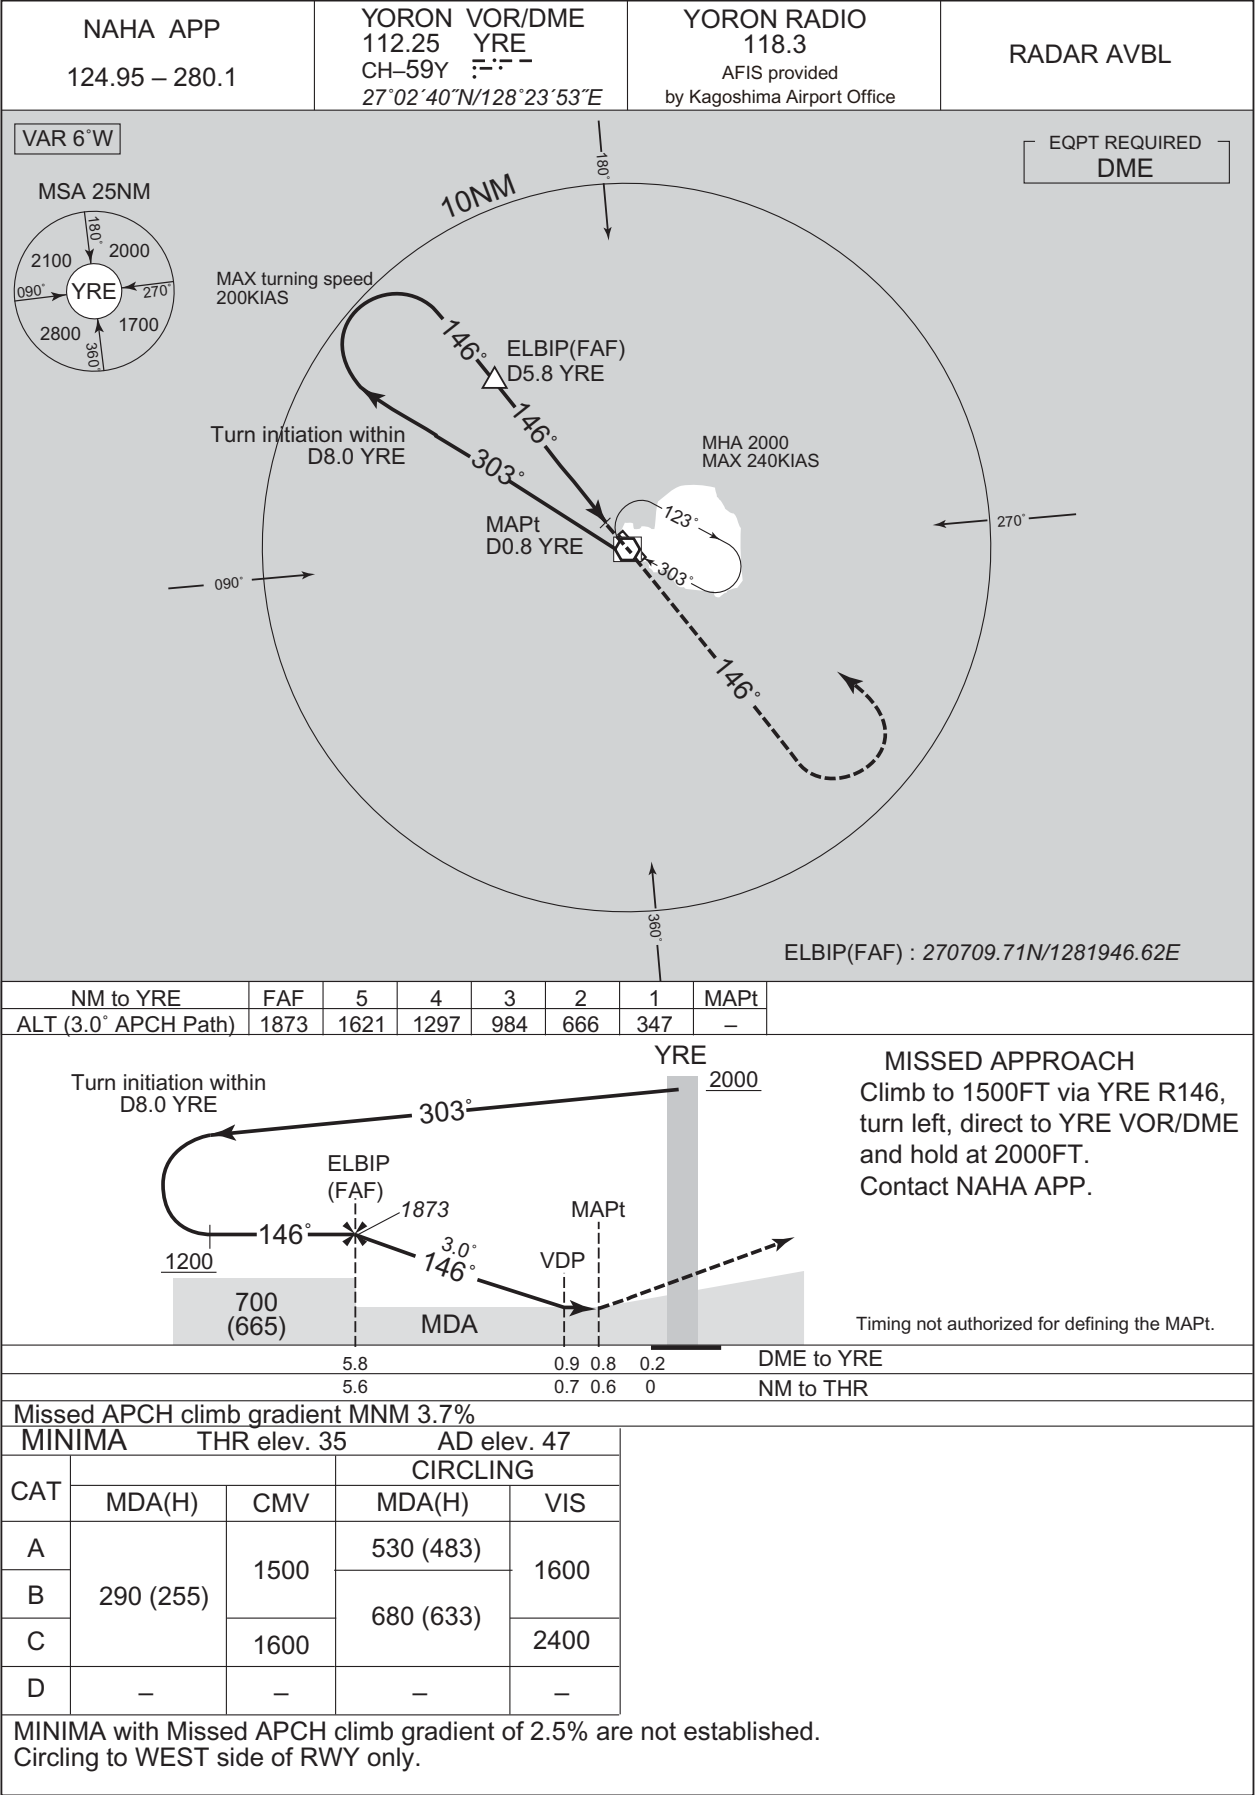 NAHA APP
124.95 – 280.1
YORON VOR/DME
112.25 YRE
CH–59Y
27°02´40˝N/128°23´53˝E
YORON RADIO
118.3
AFIS provided
by Kagoshima Airport Office
RADAR AVBL
VAR 6°W
EQPT REQUIRED
DME
MSA 25NM
180°
2100
2000
090°
YRE
270°
2800
1700
360°
10NM
180°
MAX turning speed
200KIAS
146°
ELBIP(FAF)
D5.8 YRE
146°
Turn initiation within
D8.0 YRE
303°
MHA 2000
MAX 240KIAS
MAPt
D0.8 YRE
123°
303°
270°
090°
146°
360°
ELBIP(FAF) : 270709.71N/1281946.62E
NM to YRE FAF 5 4 3 2 1 MAPt
ALT (3.0° APCH Path) 1873 1621 1297 984 666 347 –
YRE
2000
Turn initiation within
D8.0 YRE
303°
ELBIP
(FAF)
1873
MAPt
146°
3.0°
146°
VDP
1200
700
(665)
MDA
MISSED APPROACH
Climb to 1500FT via YRE R146,
turn left, direct to YRE VOR/DME
and hold at 2000FT.
Contact NAHA APP.
Timing not authorized for defining the MAPt.
5.8 0.9 0.8 0.2 DME to YRE
5.6 0.7 0.6 0 NM to THR
Missed APCH climb gradient MNM 3.7%
MINIMA THR elev. 35 AD elev. 47
CAT
CIRCLING
MDA(H) CMV MDA(H) VIS
A
530 (483)
1500
1600
B
290 (255)
680 (633)
C
1600
2400
D – – – –
MINIMA with Missed APCH climb gradient of 2.5% are not established.
Circling to WEST side of RWY only.